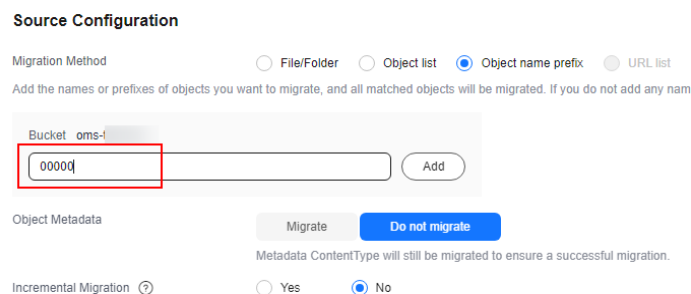 Source Configuration
Migration Method File/Folder Object list Object name prefix URL list
Add the names or prefixes of objects you want to migrate, and all matched objects will be migrated. If you do not add any nam
Bucket oms-
00000
Add
Object Metadata Migrate Do not migrate
Metadata ContentType will still be migrated to ensure a successful migration.
Incremental Migration ? Yes No